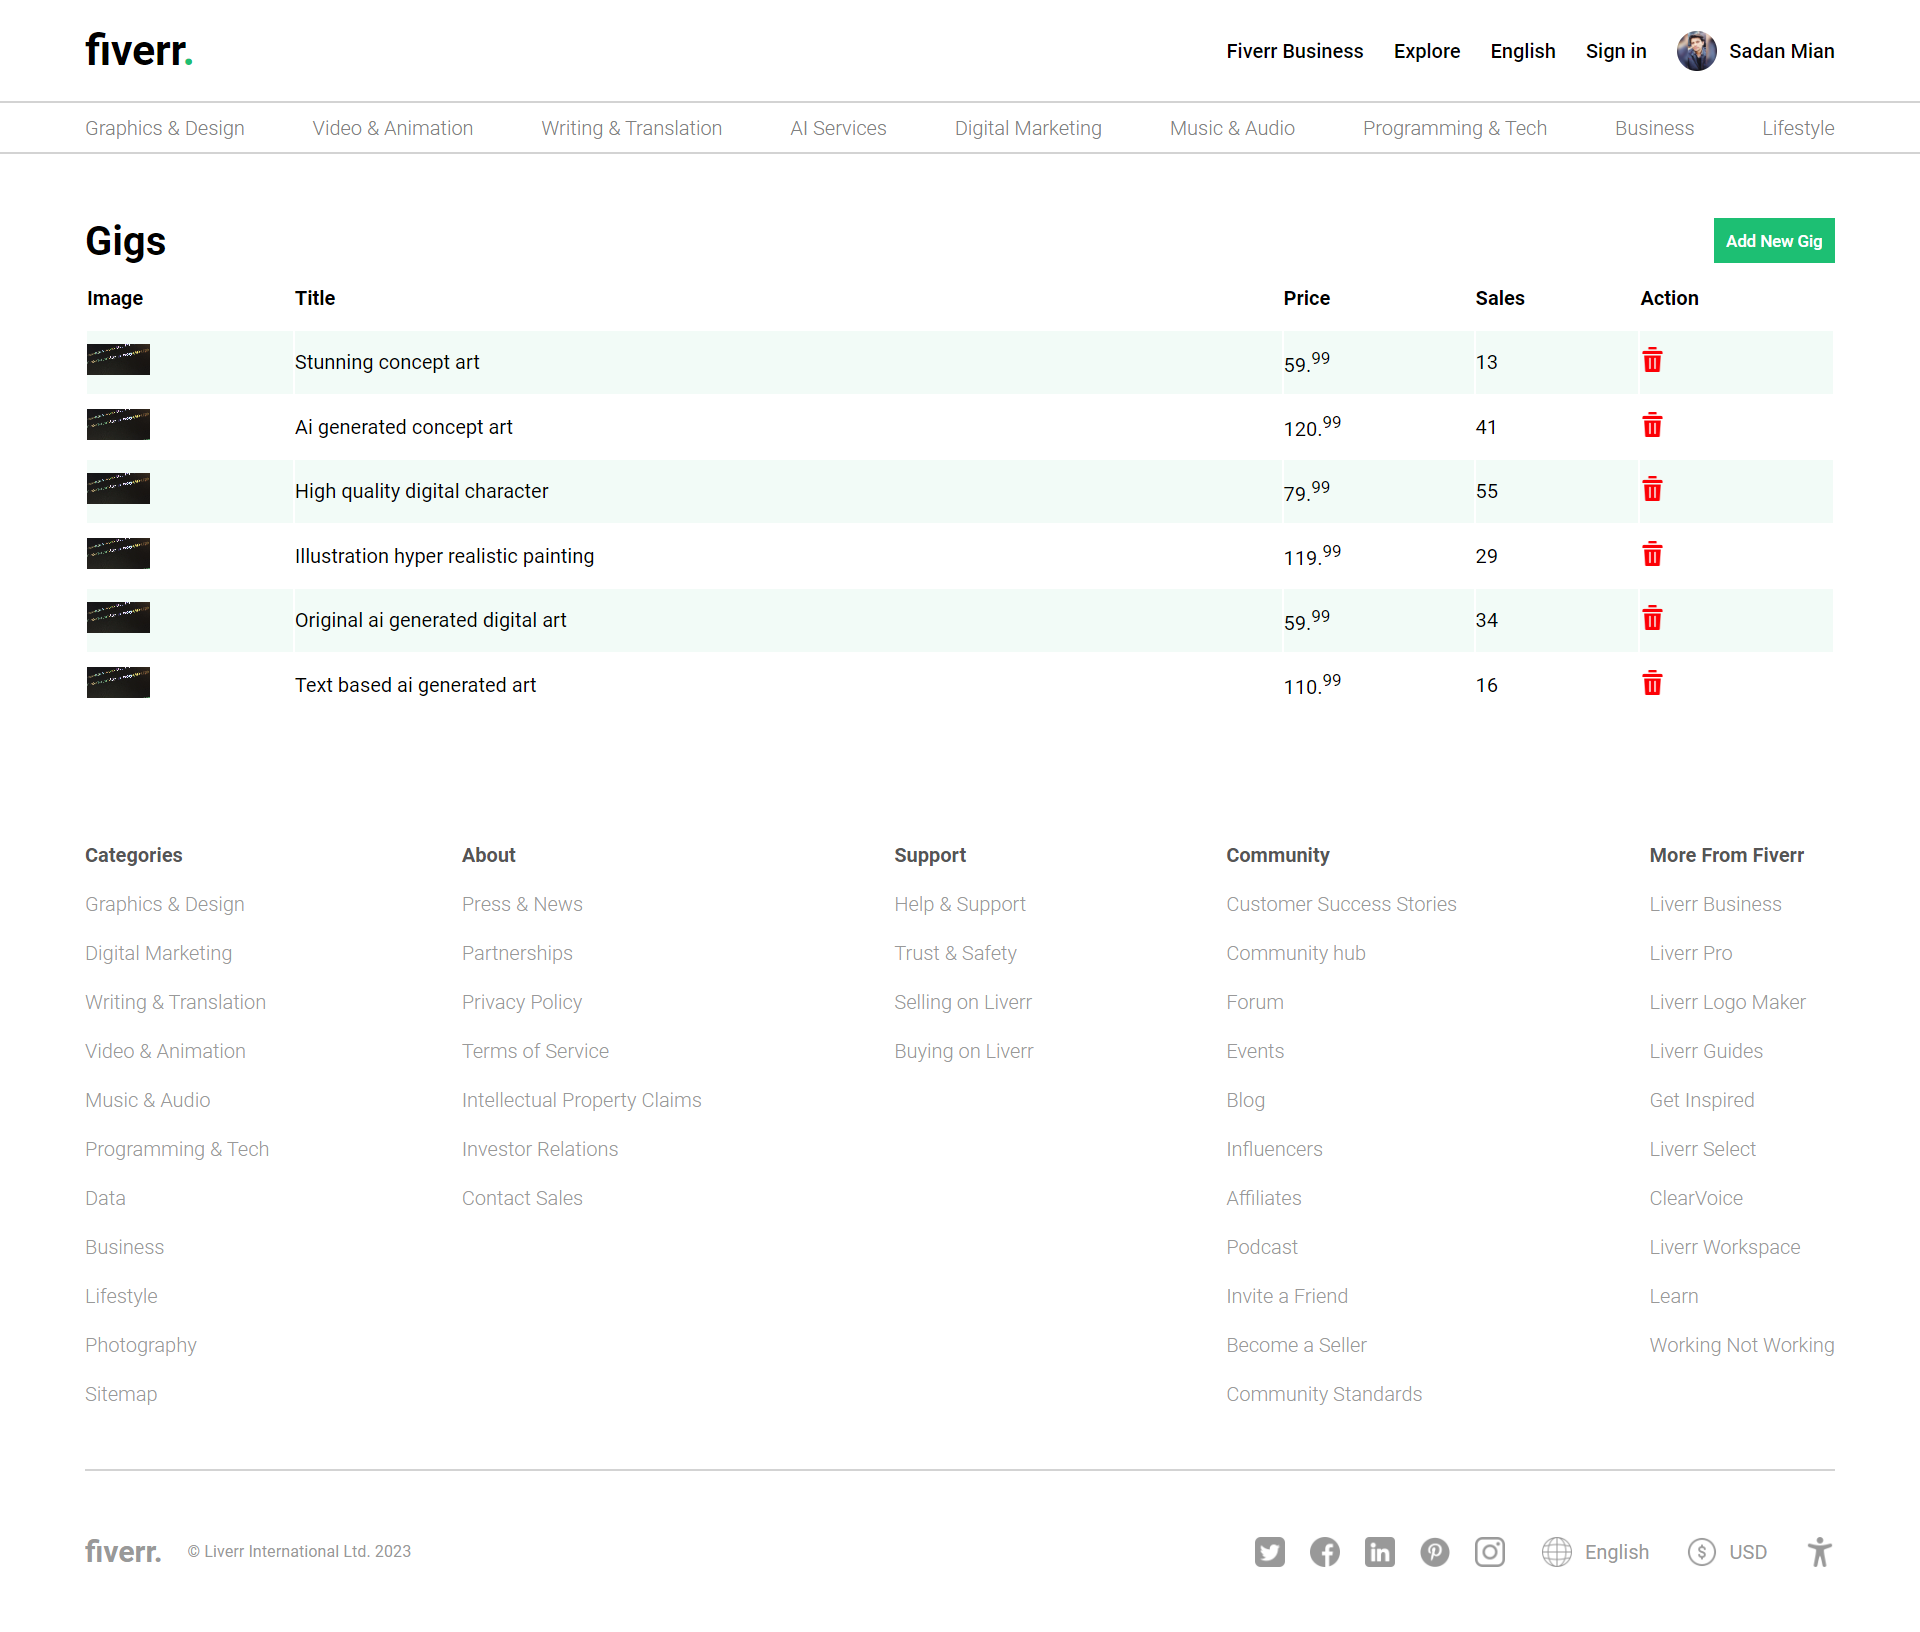 fiverr.
Fiverr Business Explore English Sign in Sadan Mian
Graphics & Design Video & Animation Writing & Translation AI Services Digital Marketing Music & Audio Programming & Tech Business Lifestyle
Gigs
Add New Gig
Image Title Price Sales Action
Stunning concept art 59.99 13
Ai generated concept art 120.99 41
High quality digital character 79.99 55
Illustration hyper realistic painting 119.99 29
Original ai generated digital art 59.99 34
Text based ai generated art 110.99 16
Categories
Graphics & Design
Digital Marketing
Writing & Translation
Video & Animation
Music & Audio
Programming & Tech
Data
Business
Lifestyle
Photography
Sitemap
About
Press & News
Partnerships
Privacy Policy
Terms of Service
Intellectual Property Claims
Investor Relations
Contact Sales
Support
Help & Support
Trust & Safety
Selling on Liverr
Buying on Liverr
Community
Customer Success Stories
Community hub
Forum
Events
Blog
Influencers
Affiliates
Podcast
Invite a Friend
Become a Seller
Community Standards
More From Fiverr
Liverr Business
Liverr Pro
Liverr Logo Maker
Liverr Guides
Get Inspired
Liverr Select
ClearVoice
Liverr Workspace
Learn
Working Not Working
fiverr. © Liverr International Ltd. 2023
English USD